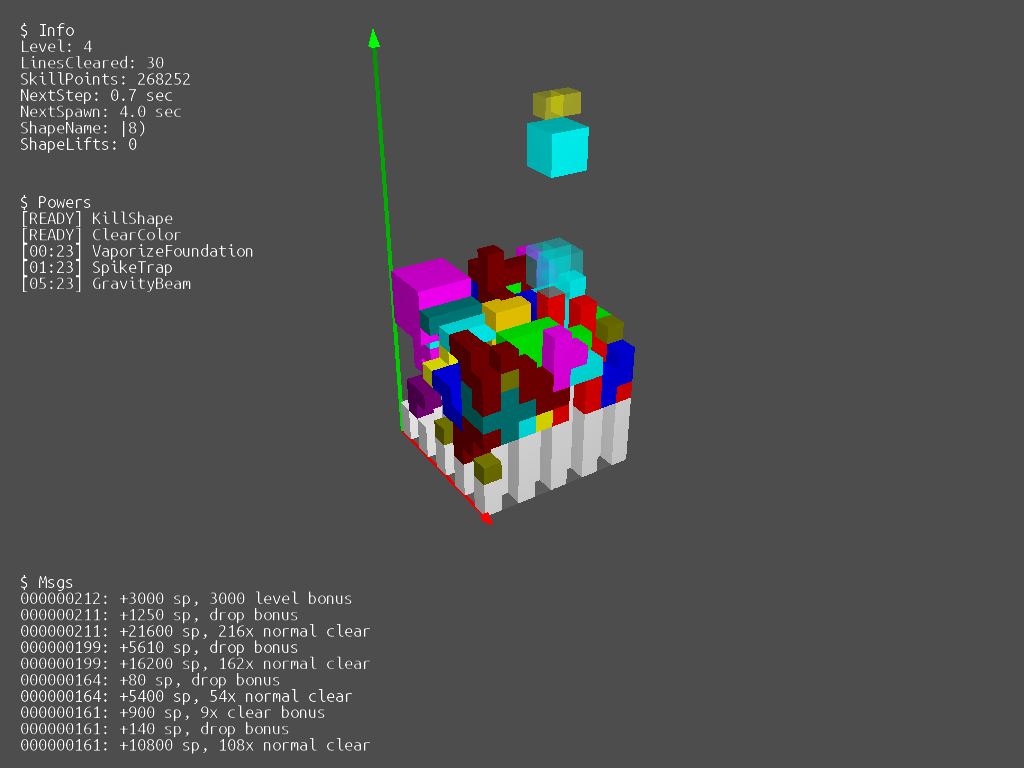 $ Info
Level: 4
LinesCleared: 30
SkillPoints: 268252
NextStep: 0.7 sec
NextSpawn: 4.0 sec
ShapeName: |8)
ShapeLifts: 0
$ Powers
[READY] KillShape
[READY] ClearColor
[00:23] VaporizeFoundation
[01:23] SpikeTrap
[05:23] GravityBeam
$ Msgs
000000212: +3000 sp, 3000 level bonus
000000211: +1250 sp, drop bonus
000000211: +21600 sp, 216x normal clear
000000199: +5610 sp, drop bonus
000000199: +16200 sp, 162x normal clear
000000164: +80 sp, drop bonus
000000164: +5400 sp, 54x normal clear
000000161: +900 sp, 9x clear bonus
000000161: +140 sp, drop bonus
000000161: +10800 sp, 108x normal clear